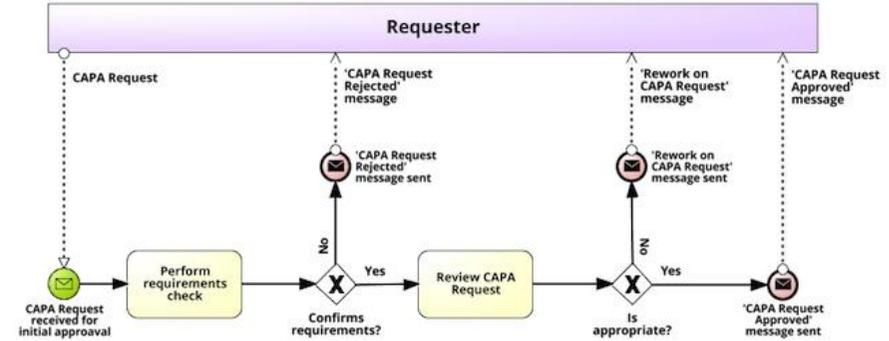 Requester
CAPA Request
'CAPA Request
Rejected'
message
'Rework on
CAPA Request'
message
'CAPA Request
Approved'
message
'CAPA Request
Rejected'
message sent
'Rework on
CAPA Request'
message sent
No
No
Perform
requirements
check
X
Yes
Review CAPA
Request
X
Yes
CAPA Request
received for
initial approaval
Confirms
requirements?
Is
appropriate?
'CAPA Request
Approved'
message sent